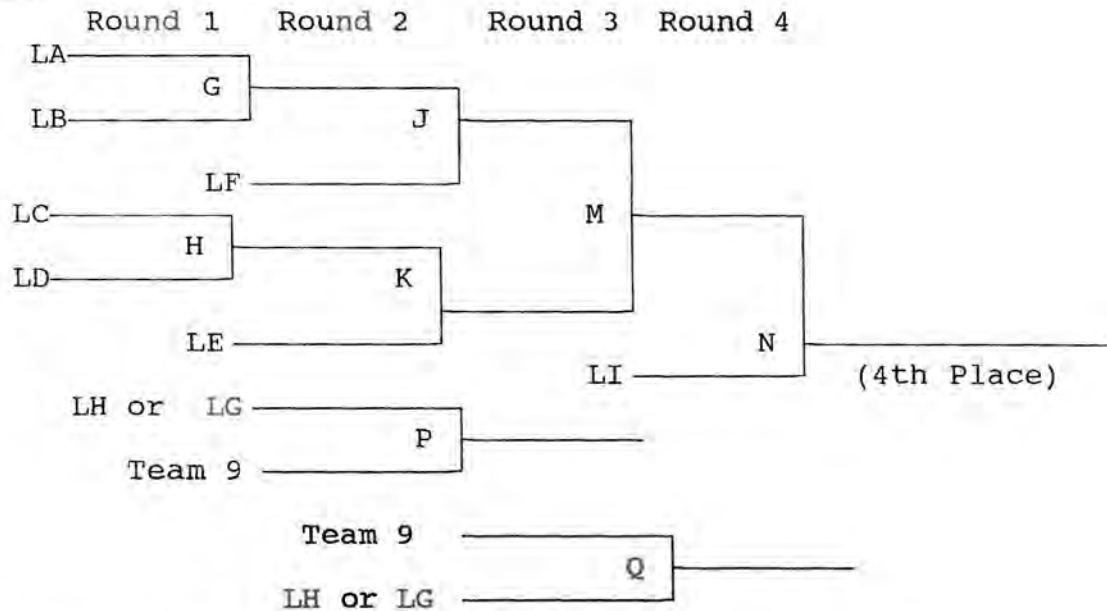 Round 1 Round 2 Round 3 Round 4
LA
G
LB
J
LF
LC
M
H
LD
K
LE
N
LI
(4th Place)
LH or LG
P
Team 9
Team 9
Q
LH or LG